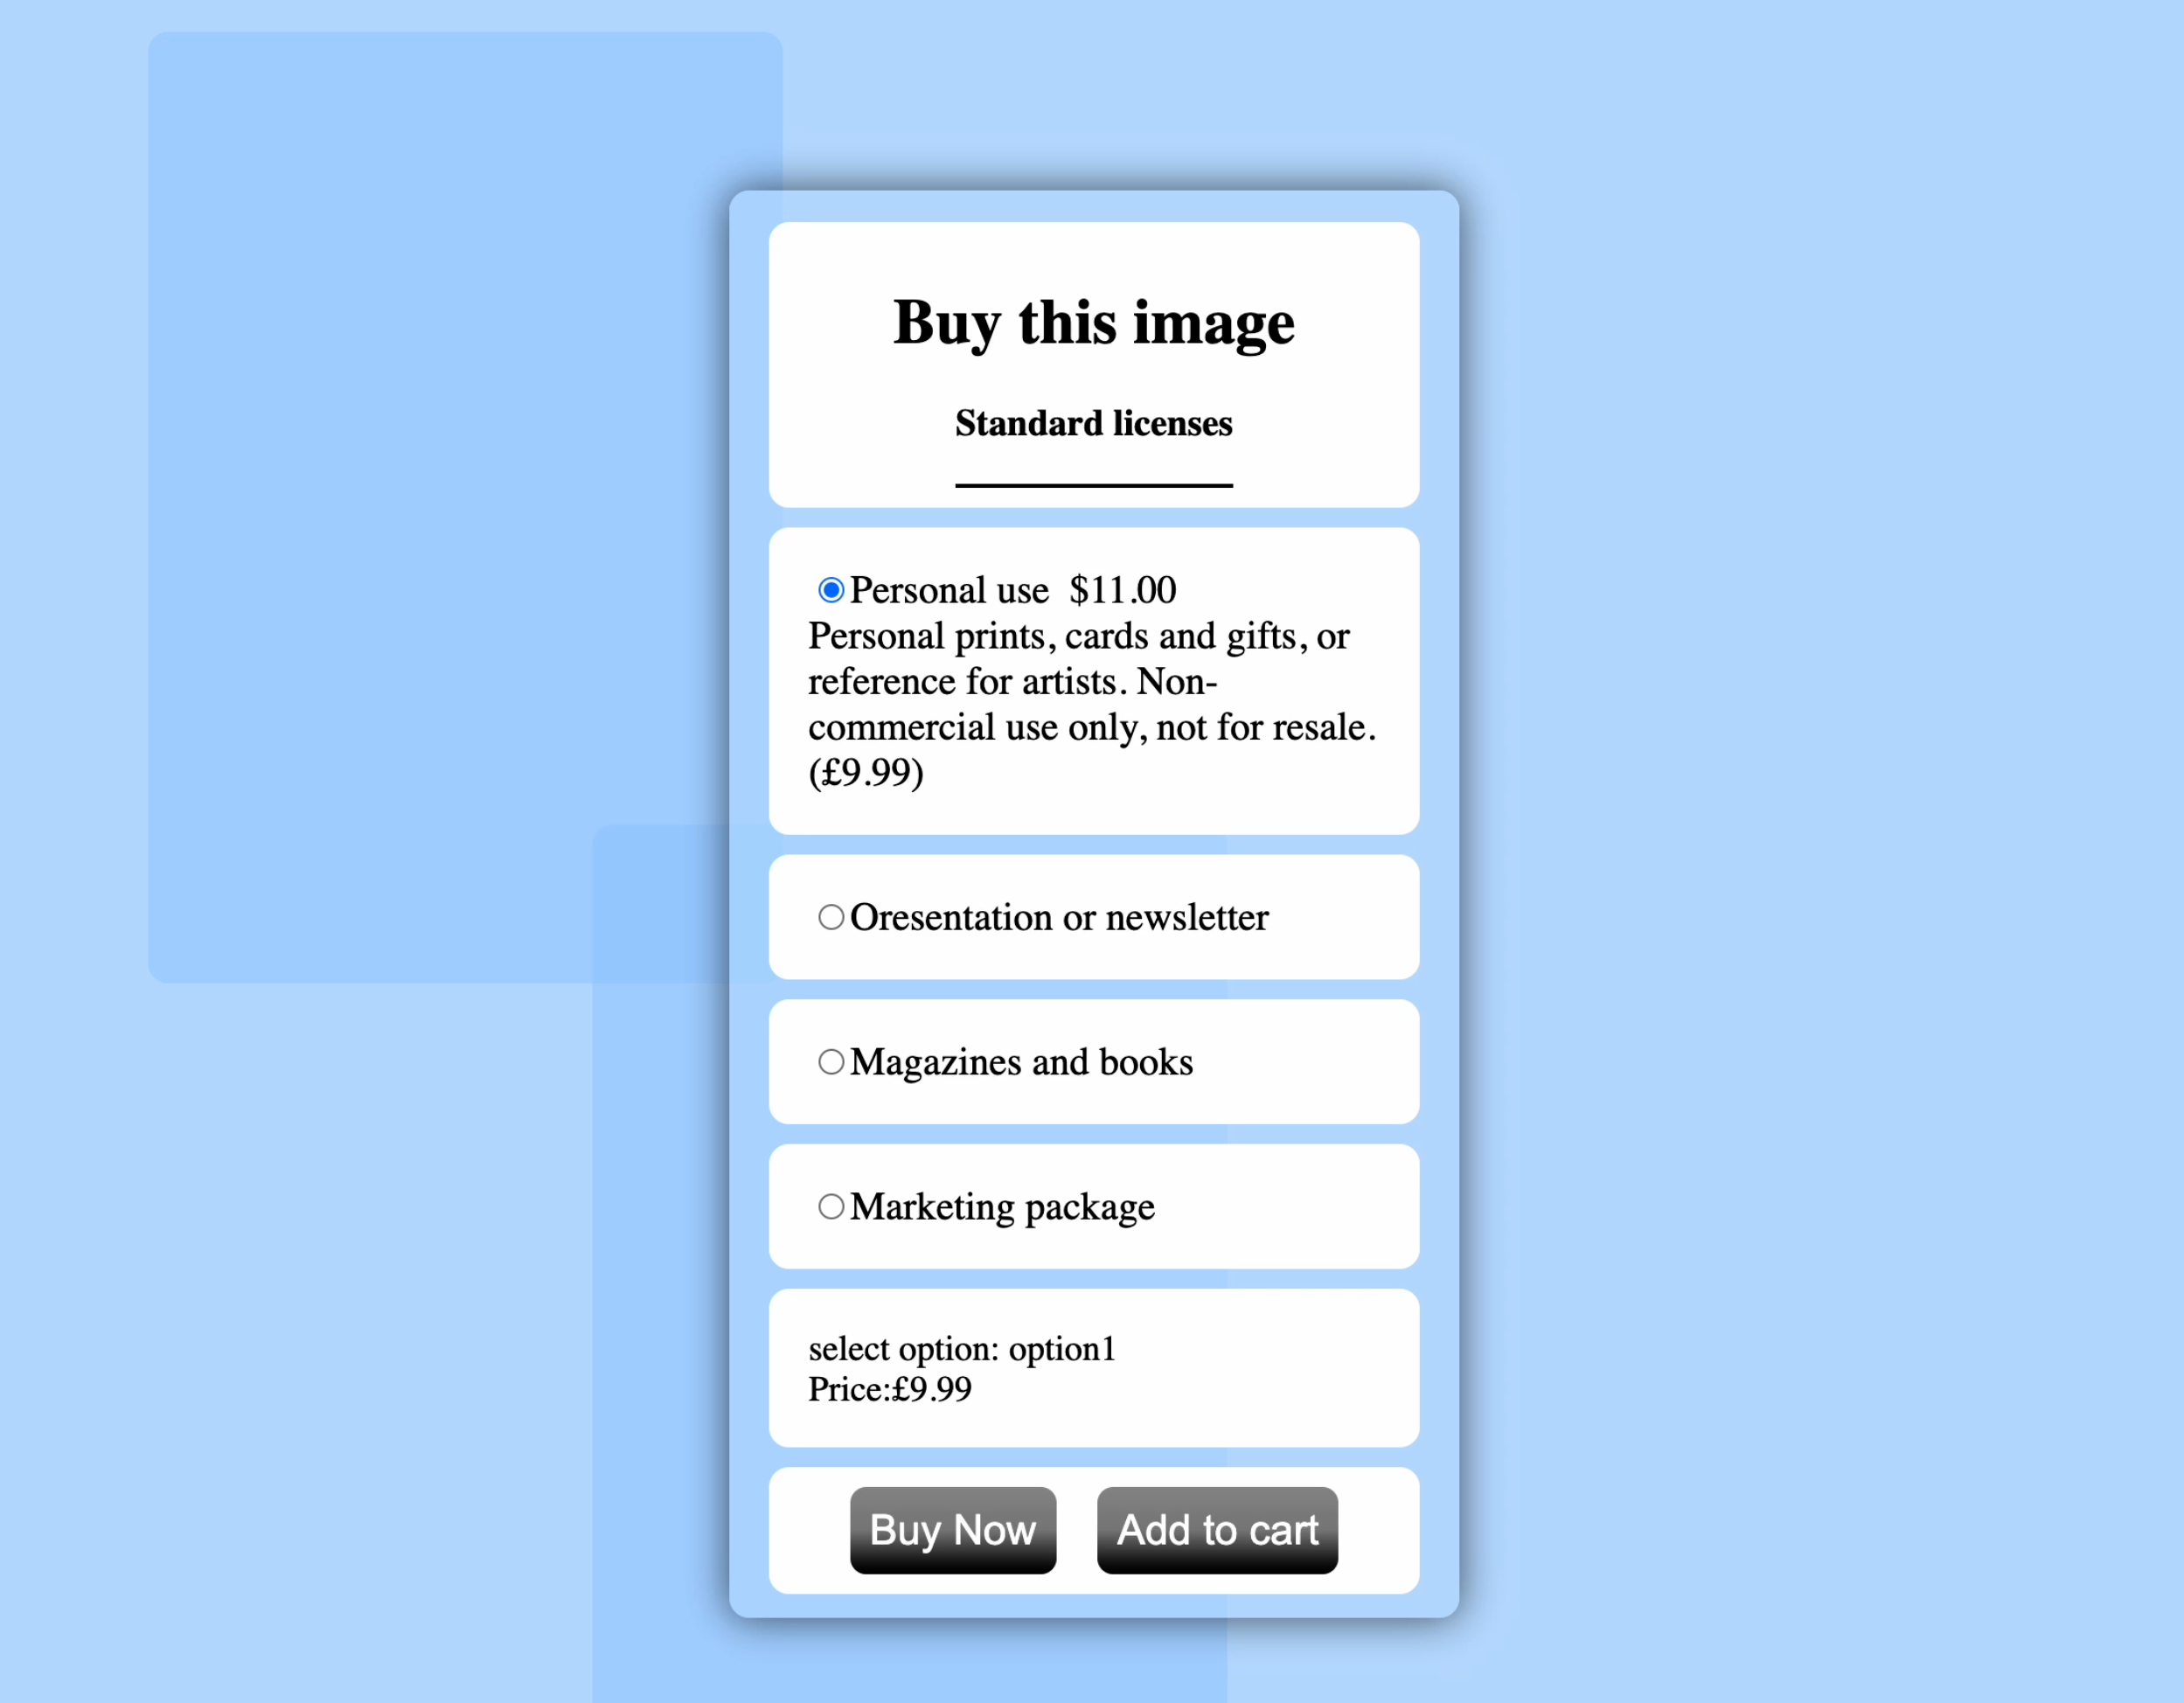 Buy this image
Standard licenses
Personal use $11.00
Personal prints, cards and gifts, or
reference for artists. Non-
commercial use only, not for resale.
(£9.99)
Oresentation or newsletter
Magazines and books
Marketing package
select option: option1
Price:£9.99
Buy Now Add to cart